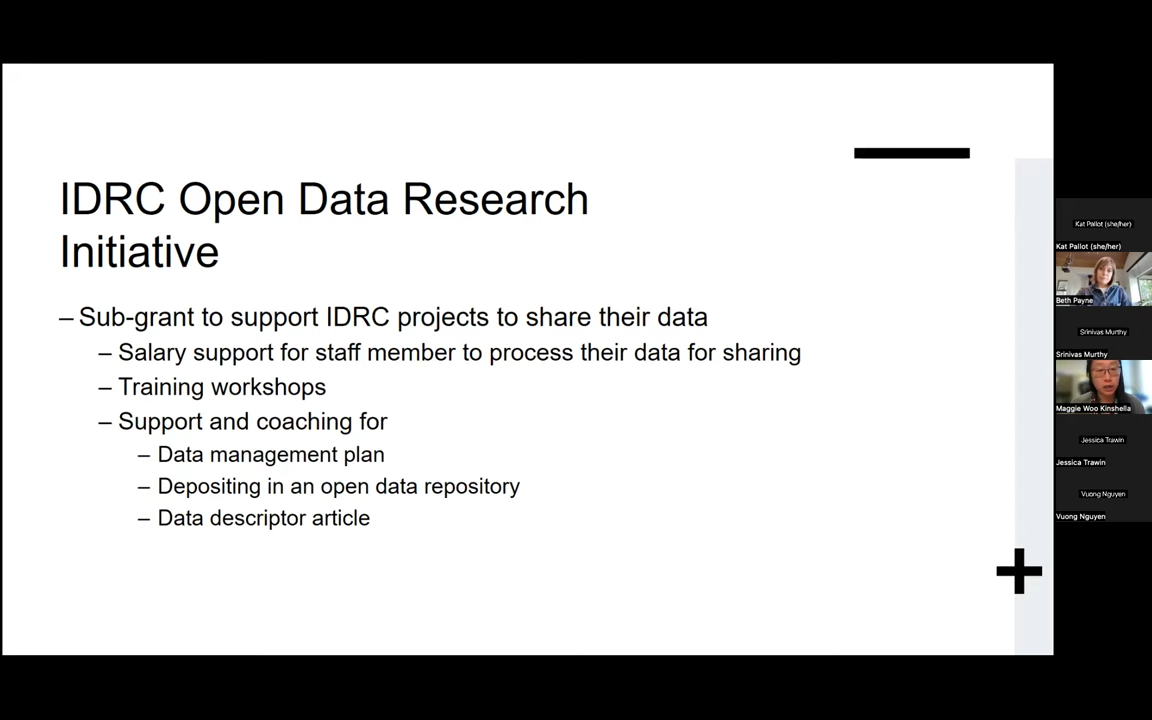 IDRC Open Data Research
Initiative
– Sub-grant to support IDRC projects to share their data
– Salary support for staff member to process their data for sharing
– Training workshops
– Support and coaching for
– Data management plan
– Depositing in an open data repository
– Data descriptor article
Kat Pallot (she/her)
Kat Pallot (she/her)
Beth Payne
Srinivas Murthy
Srinivas Murthy
Maggie Woo Kinshella
Jessica Trawin
Jessica Trawin
Vuong Nguyen
Vuong Nguyen